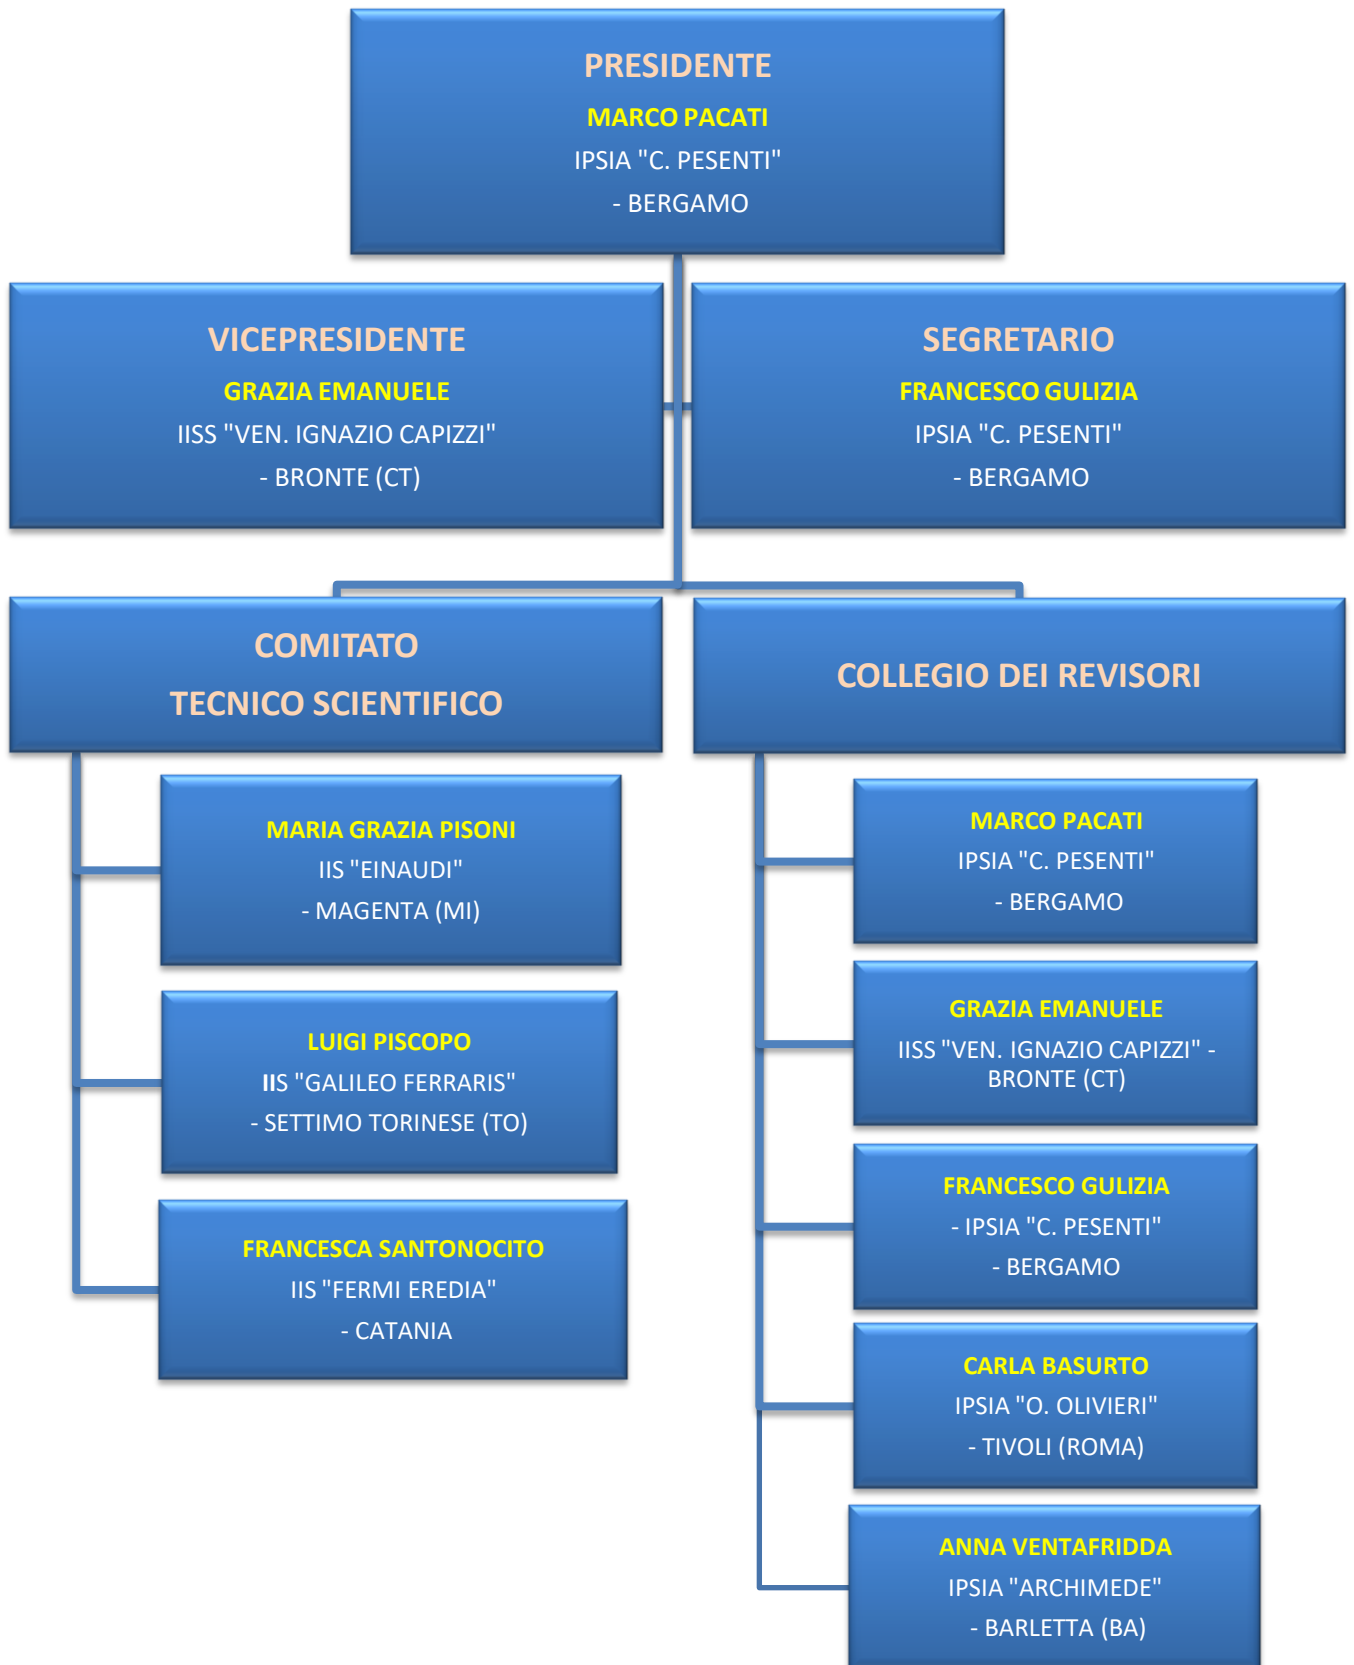 PRESIDENTE
MARCO PACATI
IPSIA "C. PESENTI"
- BERGAMO
VICEPRESIDENTE
GRAZIA EMANUELE
IISS "VEN. IGNAZIO CAPIZZI"
- BRONTE (CT)
SEGRETARIO
FRANCESCO GULIZIA
IPSIA "C. PESENTI"
- BERGAMO
COMITATO
TECNICO SCIENTIFICO
MARIA GRAZIA PISONI
IIS "EINAUDI"
- MAGENTA (MI)
LUIGI PISCOPO
IIS "GALILEO FERRARIS"
- SETTIMO TORINESE (TO)
FRANCESCA SANTONOCITO
IIS "FERMI EREDIA"
- CATANIA
COLLEGIO DEI REVISORI
MARCO PACATI
IPSIA "C. PESENTI"
- BERGAMO
GRAZIA EMANUELE
IISS "VEN. IGNAZIO CAPIZZI" -
BRONTE (CT)
FRANCESCO GULIZIA
- IPSIA "C. PESENTI"
- BERGAMO
CARLA BASURTO
IPSIA "O. OLIVIERI"
- TIVOLI (ROMA)
ANNA VENTAFRIDDA
IPSIA "ARCHIMEDE"
- BARLETTA (BA)